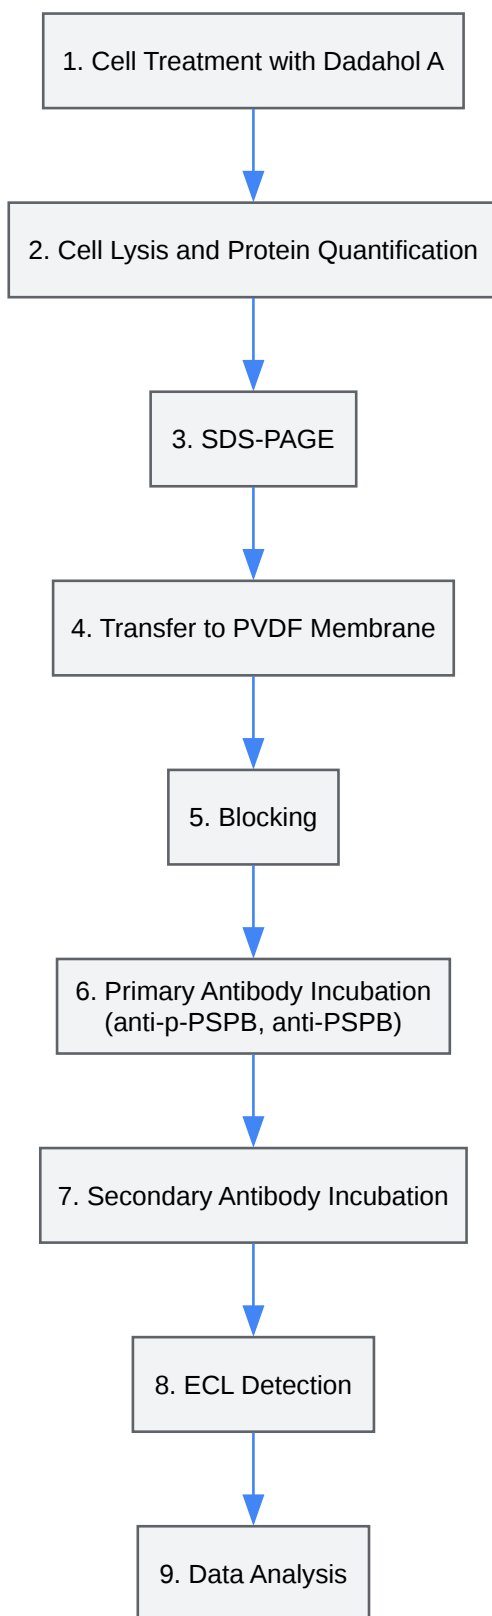 1. Cell Treatment with Dadahol A
2. Cell Lysis and Protein Quantification
3. SDS-PAGE
4. Transfer to PVDF Membrane
5. Blocking
6. Primary Antibody Incubation
(anti-p-PSPB, anti-PSPB)
7. Secondary Antibody Incubation
8. ECL Detection
9. Data Analysis